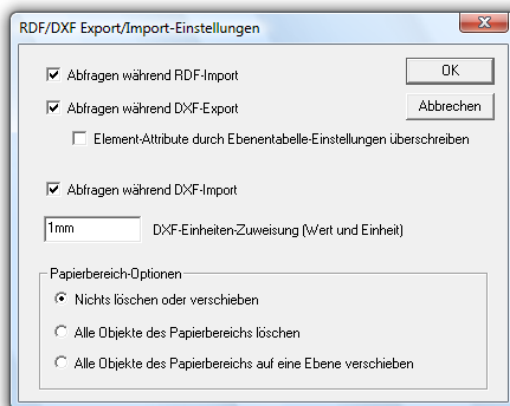 RDF/DXF Export/Import-Einstellungen
Abfragen während RDF-Import
OK
Abfragen während DXF-Export
Abbrechen
Element-Attribute durch Ebenentabelle-Einstellungen überschreiben
Abfragen während DXF-Import
1mm
DXF-Einheiten-Zuweisung (Wert und Einheit)
Papierbereich-Optionen
Nichts löschen oder verschieben
Alle Objekte des Papierbereichs löschen
Alle Objekte des Papierbereichs auf eine Ebene verschieben